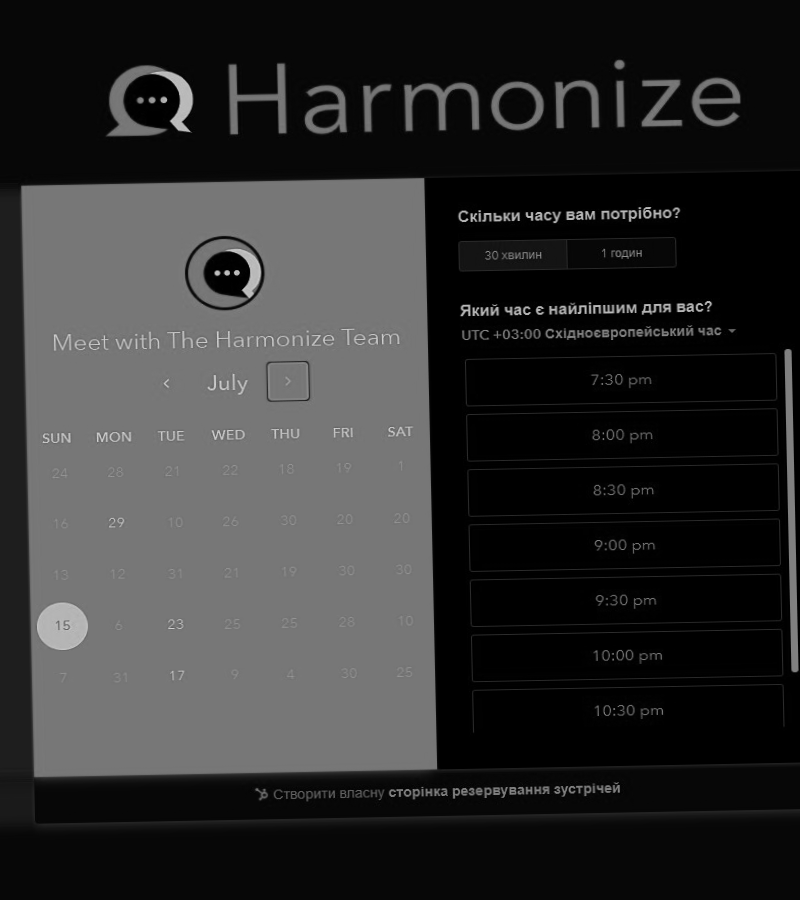 Harmonize
Meet with The Harmonize Team
July
SUN MON TUE WED THU FRI SAT
24 28 21 22 18 19 1
16 29 10 26 30 20 20
13 12 31 21 19 30 30
15 6 23 25 25 28 10
7 31 17 9 4 30 25
Скільки часу вам потрібно?
30 хвилин 1 годин
Який час є найліпшим для вас?
UTC +03:00 Східноєвропейський час
7:30 pm
8:00 pm
8:30 pm
9:00 pm
9:30 pm
10:00 pm
10:30 pm
Створити власну сторінка резервування зустрічей